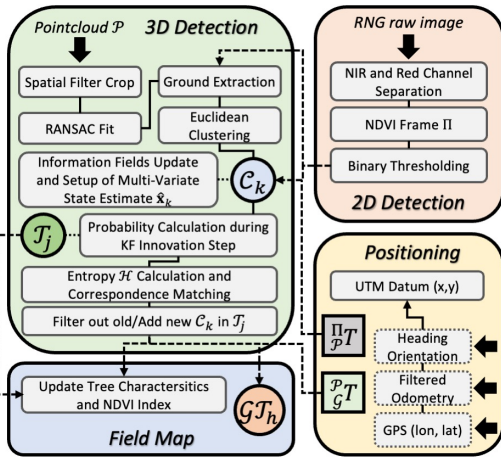 Pointcloud 𝒫
3D Detection
Spatial Filter Crop
Ground Extraction
RANSAC Fit
Euclidean
Clustering
Information Fields Update
and Setup of Multi-Variate
State Estimate x̂ₖ
𝒞ₖ
𝒯ⱼ
Probability Calculation during
KF Innovation Step
Entropy ℋ Calculation and
Correspondence Matching
Filter out old/Add new 𝒞ₖ in 𝒯ⱼ
Update Tree Charactersitics
and NDVI Index
𝒢𝒯ₕ
Field Map
RNG raw image
NIR and Red Channel
Separation
NDVI Frame Π
Binary Thresholding
2D Detection
Positioning
UTM Datum (x,y)
Π
𝒫 T
Heading
Orientation
𝒫
𝒢 T
Filtered
Odometry
GPS (lon, lat)